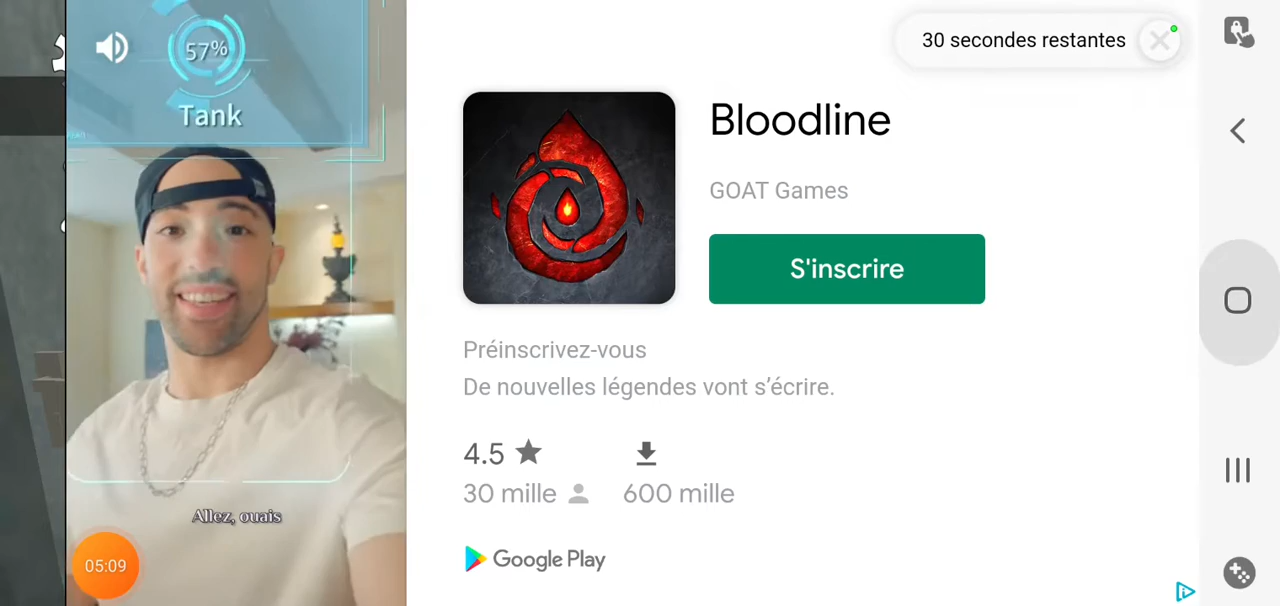 57%
Tank
Allez, ouais
05:09
30 secondes restantes
Bloodline
GOAT Games
S'inscrire
Préinscrivez-vous
De nouvelles légendes vont s’écrire.
4.5
30 mille 600 mille
Google Play